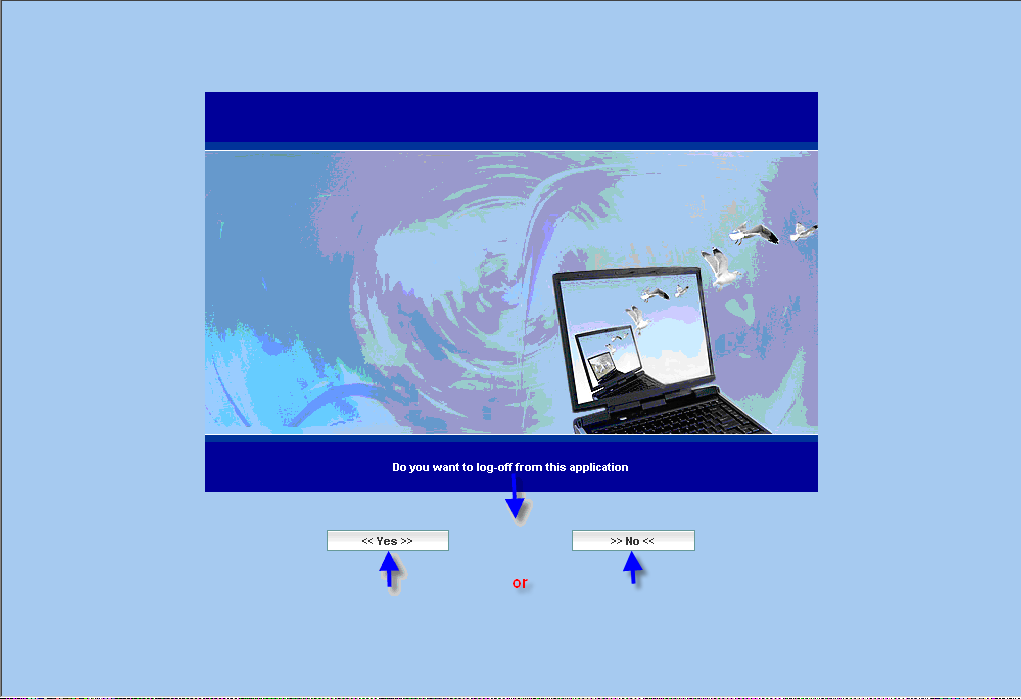 Do you want to log-off from this application
<< Yes >>
>> No <<
or